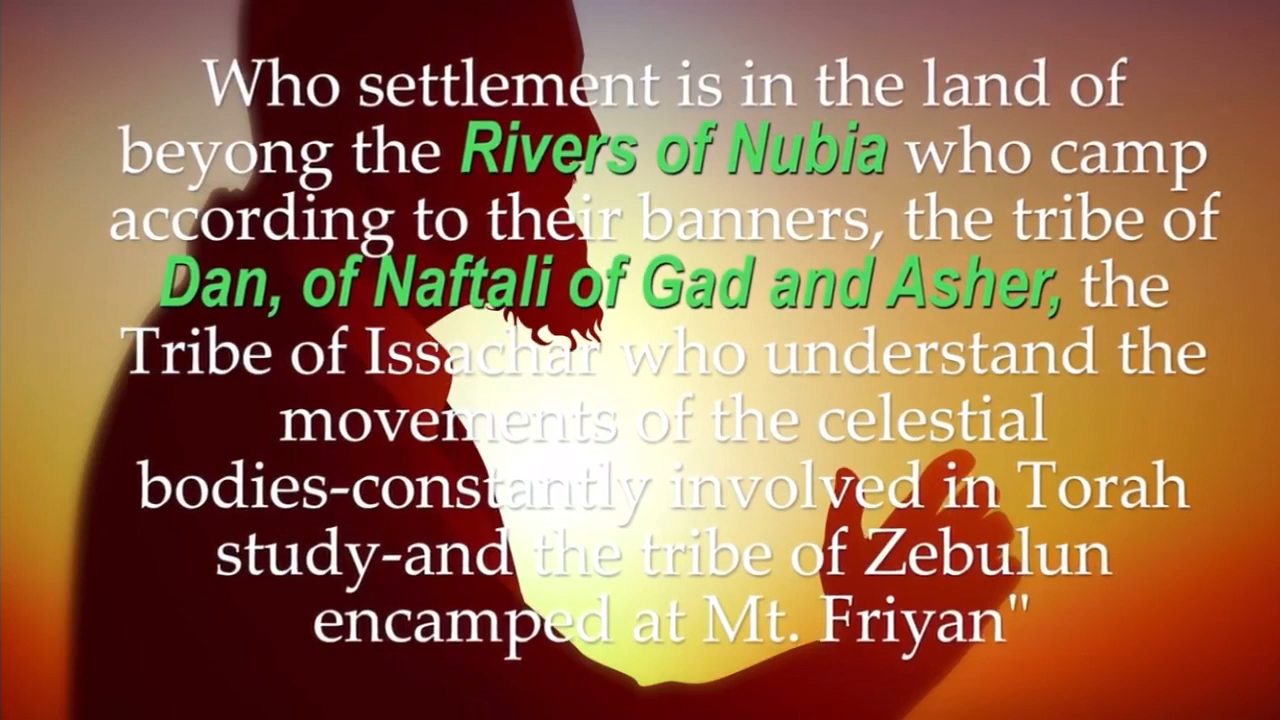 Who settlement is in the land of
beyong the Rivers of Nubia who camp
according to their banners, the tribe of
Dan, of Naftali of Gad and Asher, the
Tribe of Issachar who understand the
movements of the celestial
bodies-constantly involved in Torah
study-and the tribe of Zebulun
encamped at Mt. Friyan"